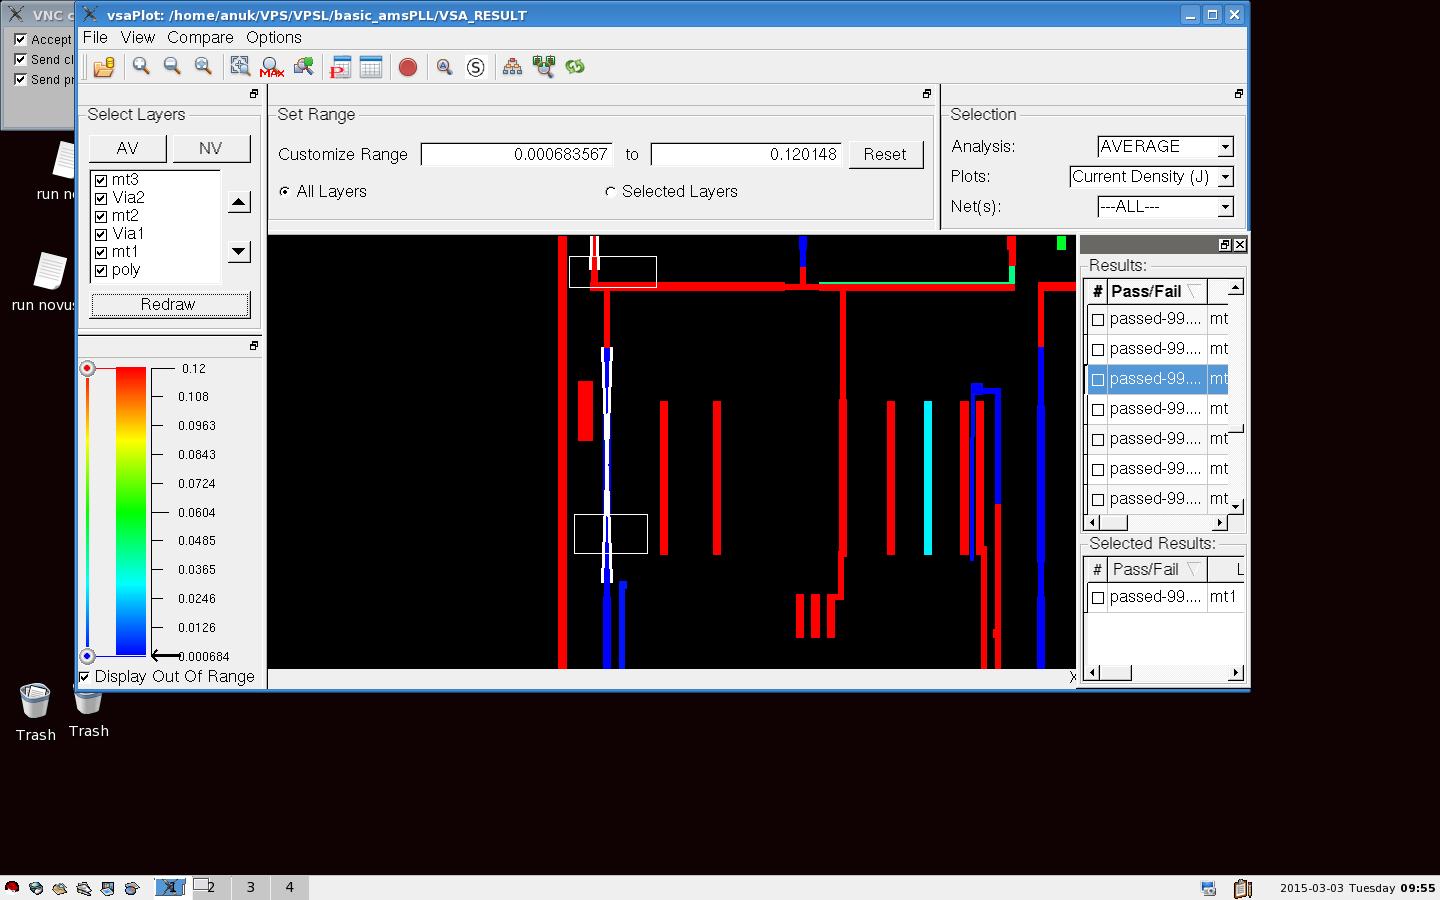 VNC c
Accept
Send cl
Send pr
vsaPlot: /home/anuk/VPS/VPSL/basic_amsPLL/VSA_RESULT
File View Compare Options
MAX
P
S
Select Layers
AV NV
mt3
Via2
mt2
Via1
mt1
poly
Redraw
Set Range
Customize Range 0.000683567 to 0.120148 Reset
All Layers Selected Layers
Selection
Analysis: AVERAGE
Plots: Current Density (J)
Net(s): ---ALL---
0.12
0.108
0.0963
0.0843
0.0724
0.0604
0.0485
0.0365
0.0246
0.0126
0.000684
Display Out Of Range
X
Results:
# Pass/Fail
passed-99.... mt
passed-99.... mt
passed-99.... mt
passed-99.... mt
passed-99.... mt
passed-99.... mt
passed-99.... mt
Selected Results:
# Pass/Fail L
passed-99.... mt1
run no
run novus
Trash
Trash
1 2 3 4
2015-03-03 Tuesday 09:55